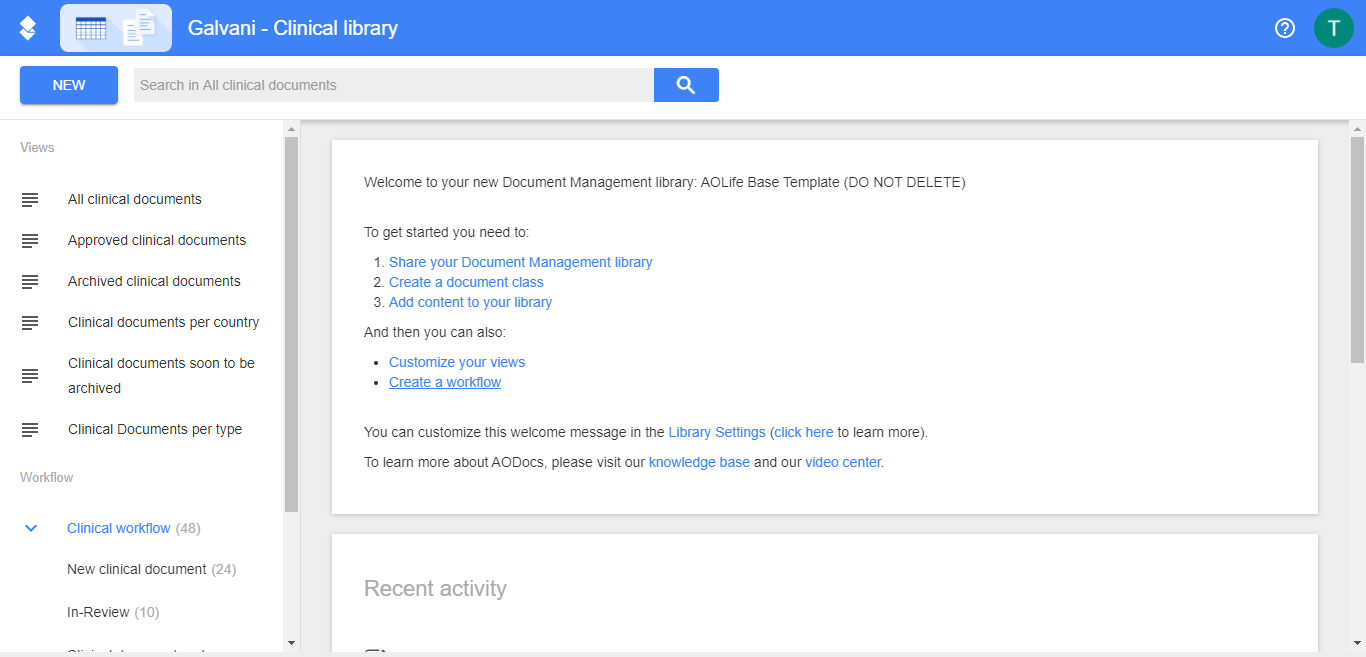 Galvani - Clinical library
T
NEW
Search in All clinical documents
Views
All clinical documents
Approved clinical documents
Archived clinical documents
Clinical documents per country
Clinical documents soon to be
archived
Clinical Documents per type
Workflow
Clinical workflow (48)
New clinical document (24)
In-Review (10)
Welcome to your new Document Management library: AOLife Base Template (DO NOT DELETE)
To get started you need to:
1. Share your Document Management library
2. Create a document class
3. Add content to your library
And then you can also:
• Customize your views
• Create a workflow
You can customize this welcome message in the Library Settings (click here to learn more).
To learn more about AODocs, please visit our knowledge base and our video center.
Recent activity